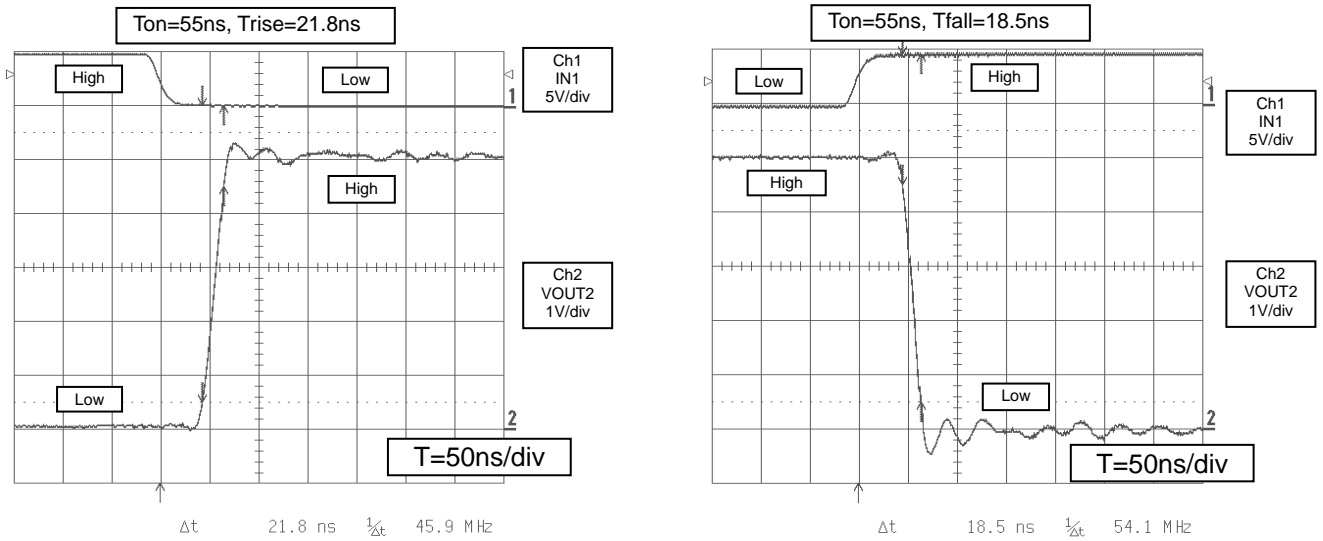 Ton=55ns, Trise=21.8ns
High
Low
1
Ch1
IN1
5V/div
High
Ch2
VOUT2
1V/div
Low
2
T=50ns/div
Δt 21.8 ns 1/Δt 45.9 MHz
Ton=55ns, Tfall=18.5ns
Low
High
1
Ch1
IN1
5V/div
High
Ch2
VOUT2
1V/div
Low
2
T=50ns/div
Δt 18.5 ns 1/Δt 54.1 MHz